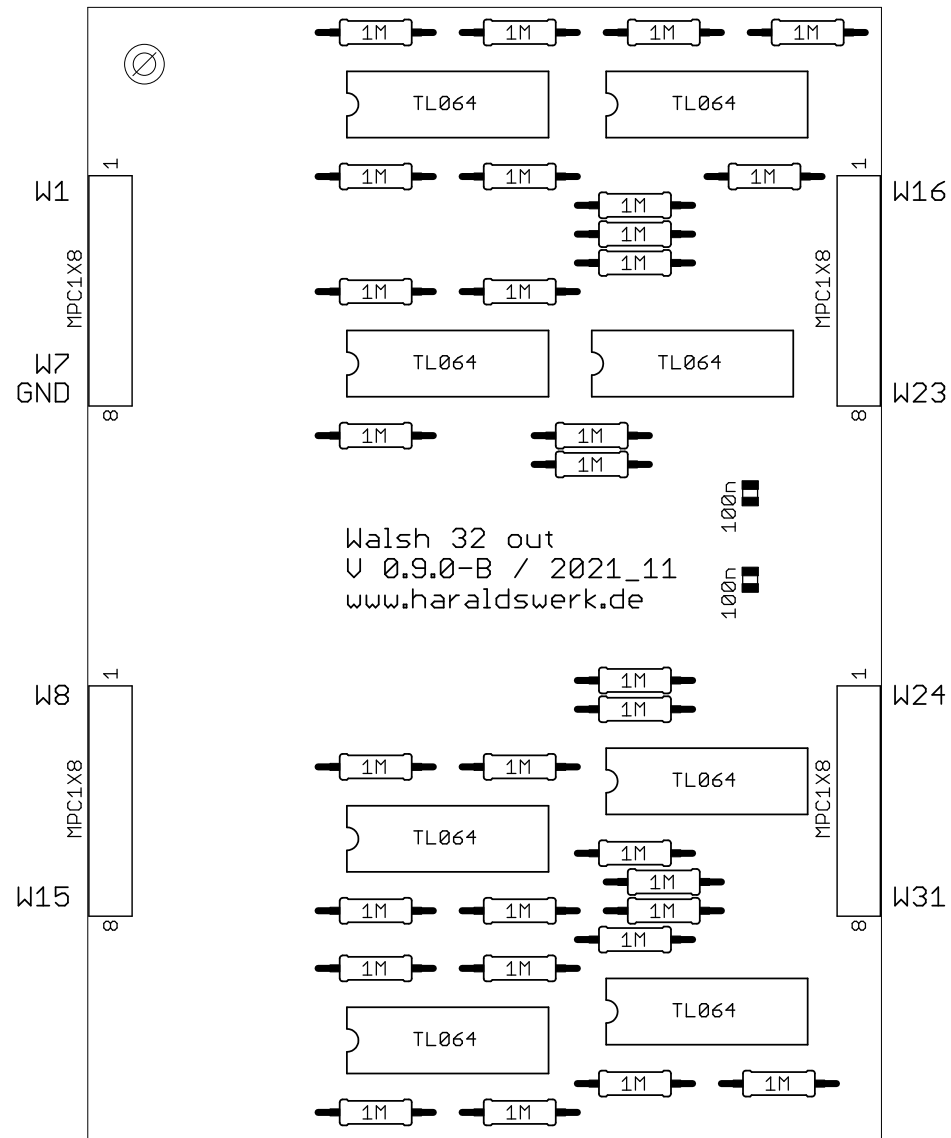 1M 1M 1M 1M
TL064 TL064
1 1
1M 1M 1M
W1 W16
1M
1M
MPC1X8 1M MPC1X8
1M 1M
W7 TL064 TL064
GND W23
8 8
1M 1M
1M
100n
Walsh 32 out
V 0.9.0-B / 2021_11
100n
www.haraldswerk.de
1 1
1M
W8 W24
1M
1M 1M
MPC1X8 TL064 MPC1X8
TL064
1M
1M
W15 W31
1M 1M 1M
8 8
1M
1M 1M
TL064
TL064
1M 1M
1M 1M